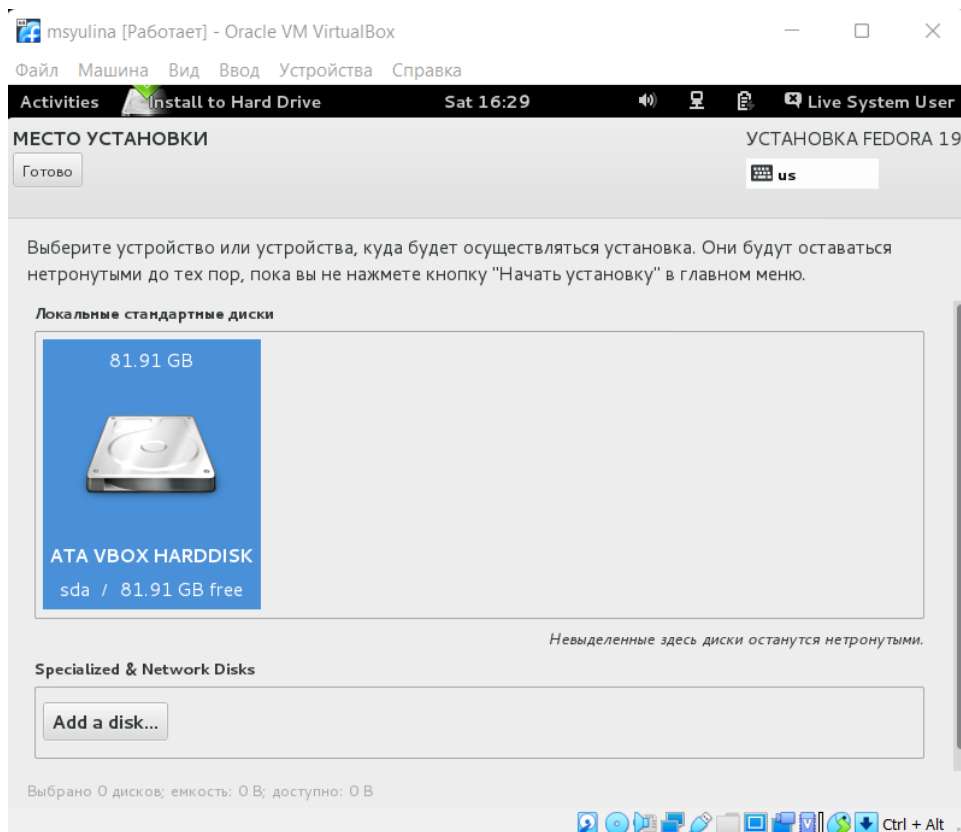 msyulina [Работает] - Oracle VM VirtualBox
Файл Машина Вид Ввод Устройства Справка
Activities Install to Hard Drive Sat 16:29 Live System User
МЕСТО УСТАНОВКИ УСТАНОВКА FEDORA 19
Готово us
Выберите устройство или устройства, куда будет осуществляться установка. Они будут оставаться
нетронутыми до тех пор, пока вы не нажмете кнопку "Начать установку" в главном меню.
Локальные стандартные диски
81.91 GB
ATA VBOX HARDDISK
sda / 81.91 GB free
Невыделенные здесь диски останутся нетронутыми.
Specialized & Network Disks
Add a disk...
Выбрано 0 дисков; емкость: 0 B; доступно: 0 B
Ctrl + Alt